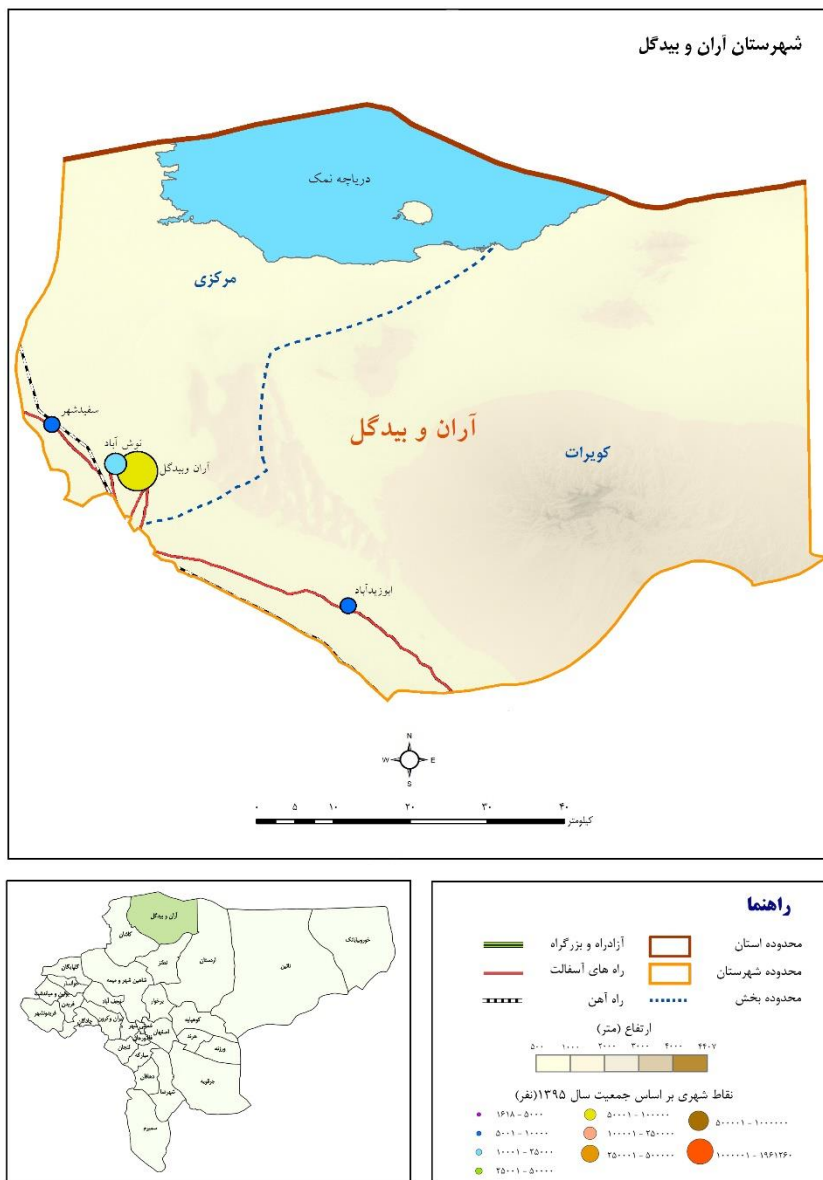 شهرستان آران و بیدگل
دریاچه نمک
مرکزی
سفیدشهر
نوش آباد
آران وبیدگل
آران و بیدگل
کویرات
ابوزیدآباد
N
W E
S
۰ ۵ ۱۰ ۲۰ ۳۰ ۴۰
کیلومتر
آران و بیدگل
کاشان
نطنز
اردستان
نائین
خوروبیابانک
گلپایگان
خوانسار
شاهین شهر و میمه
بویین و میاندشت
فریدن
فریدونشهر
چادگان
تیران وکرون
نجف آباد
برخوار
خمینی شهر
اصفهان
فلاورجان
کوهپایه
هرند
ورزنه
لنجان
مبارکه
جرقویه
دهاقان
شهرضا
سمیرم
راهنما
محدوده استان
آزادراه و بزرگراه
محدوده شهرستان
راه های آسفالت
محدوده بخش
راه آهن
ارتفاع (متر)
۵۰۰ ۱۰۰۰ ۲۰۰۰ ۳۰۰۰ ۴۰۰۰ ۴۴۰۷
نقاط شهری بر اساس جمعیت سال ۱۳۹۵(نفر)
۱۶۱۸ - ۵۰۰۰
۵۰۰۱ - ۱۰۰۰۰
۱۰۰۰۱ - ۲۵۰۰۰
۲۵۰۰۱ - ۵۰۰۰۰
۵۰۰۰۱ - ۱۰۰۰۰۰
۱۰۰۰۰۱ - ۲۵۰۰۰۰
۲۵۰۰۰۱ - ۵۰۰۰۰۰
۵۰۰۰۰۱ - ۱۰۰۰۰۰۰
۱۰۰۰۰۰۱ - ۱۹۶۱۲۶۰